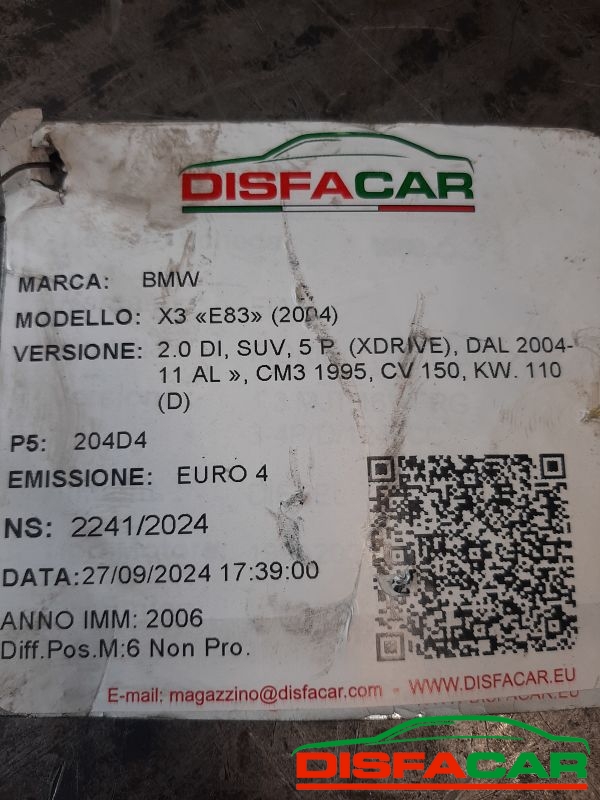 DISFACAR
MARCA: BMW
MODELLO: X3 «E83» (2004)
VERSIONE: 2.0 DI, SUV, 5 P. (XDRIVE), DAL 2004-
11 AL », CM3 1995, CV 150, KW. 110
(D)
P5: 204D4
EMISSIONE: EURO 4
NS: 2241/2024
DATA:27/09/2024 17:39:00
ANNO IMM: 2006
Diff.Pos.M:6 Non Pro.
E-mail: magazzino@disfacar.com - WWW.DISFACAR.EU
DISFACAR